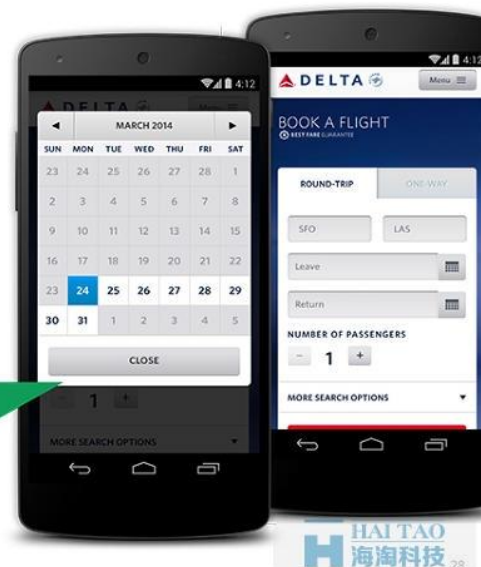 4:12
MARCH 2014
SUN MON TUE WED THU FRI SAT
23 24 25 26 27 28 1
2 3 4 5 6 7 8
9 10 11 12 13 14 15
16 17 18 19 20 21 22
23 24 25 26 27 28 29
30 31 1 2 3 4 5
CLOSE
1 +
MORE SEARCH OPTIONS
4:12
DELTA
Menu
BOOK A FLIGHT
BEST FARE GUARANTEE
ROUND-TRIP ONE-WAY
SFO LAS
Leave
Return
NUMBER OF PASSENGERS
- 1 +
MORE SEARCH OPTIONS
HAI TAO
海淘科技 28